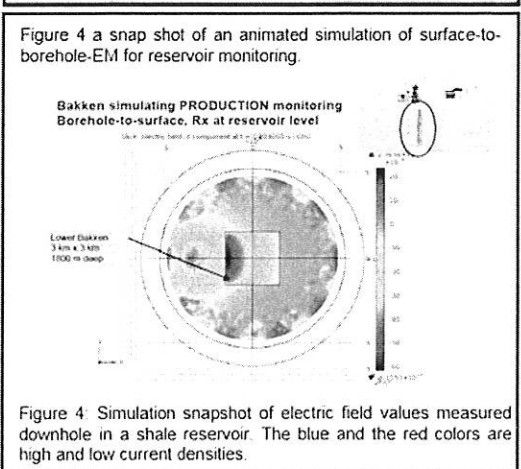 Figure 4 a snap shot of an animated simulation of surface-to-
borehole-EM for reservoir monitoring.
Bakken simulating PRODUCTION monitoring
Borehole-to-surface, Rx at reservoir level
Lower Bakken
3 km x 3 km
1800 m deep
Figure 4: Simulation snapshot of electric field values measured
downhole in a shale reservoir. The blue and the red colors are
high and low current densities.